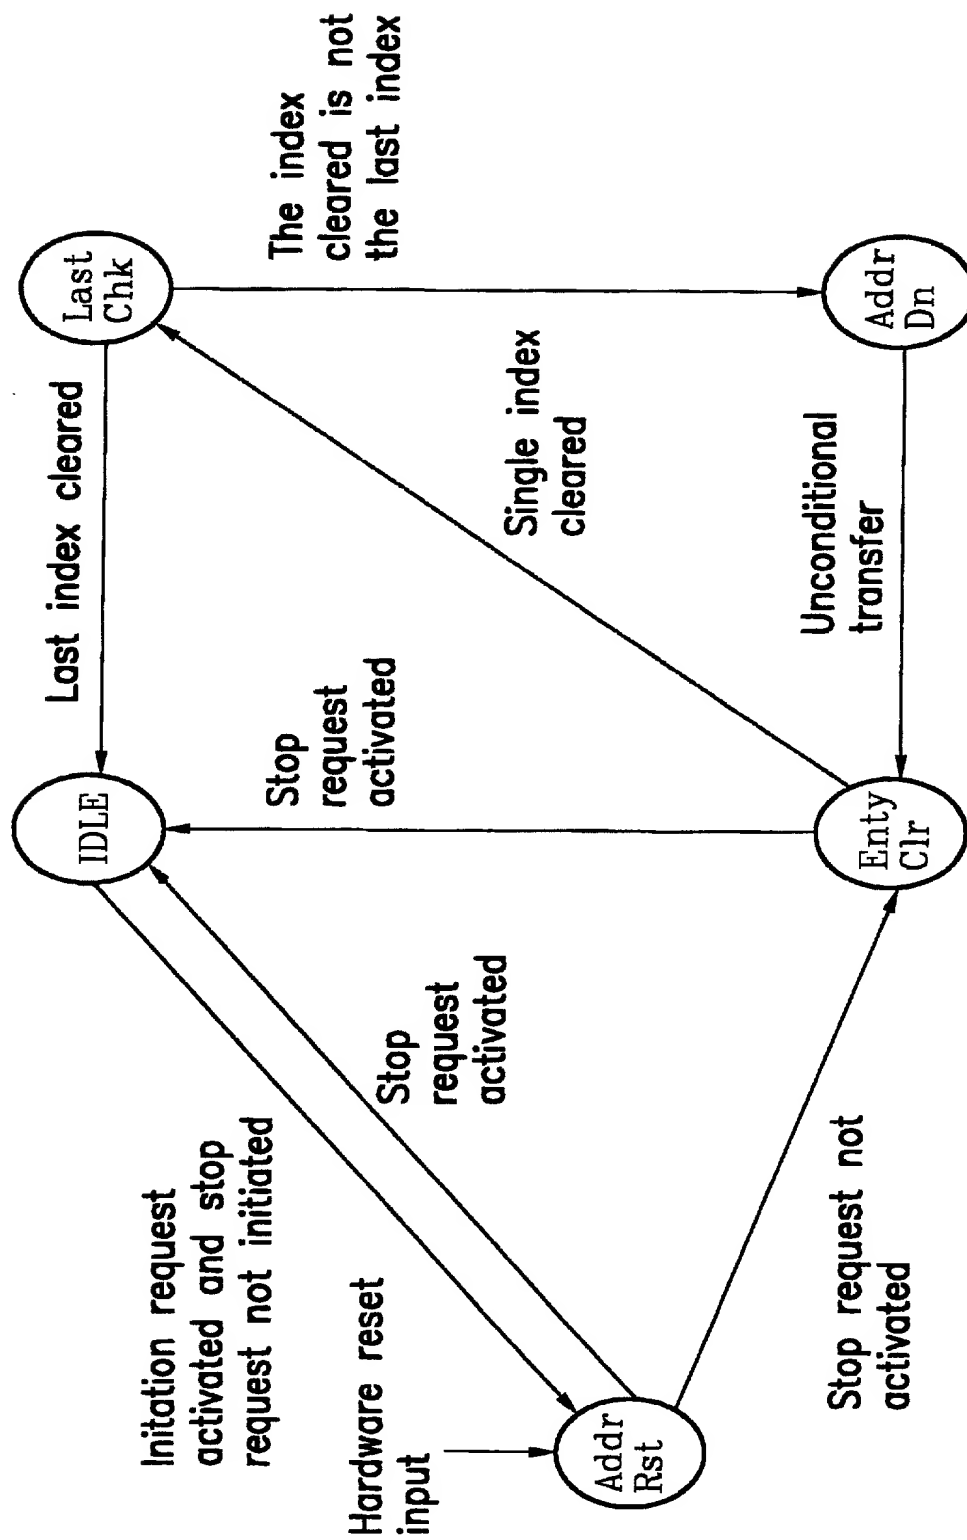 Initation request
activated and stop
request not initiated
Hardware reset
input
Addr
Rst
Stop
request
activated
Stop request not
activated
IDLE
Stop
request
activated
Enty
Clr
Last index cleared
Single index
cleared
Unconditional
transfer
Last
Chk
The index
cleared is not
the last index
Addr
Dn